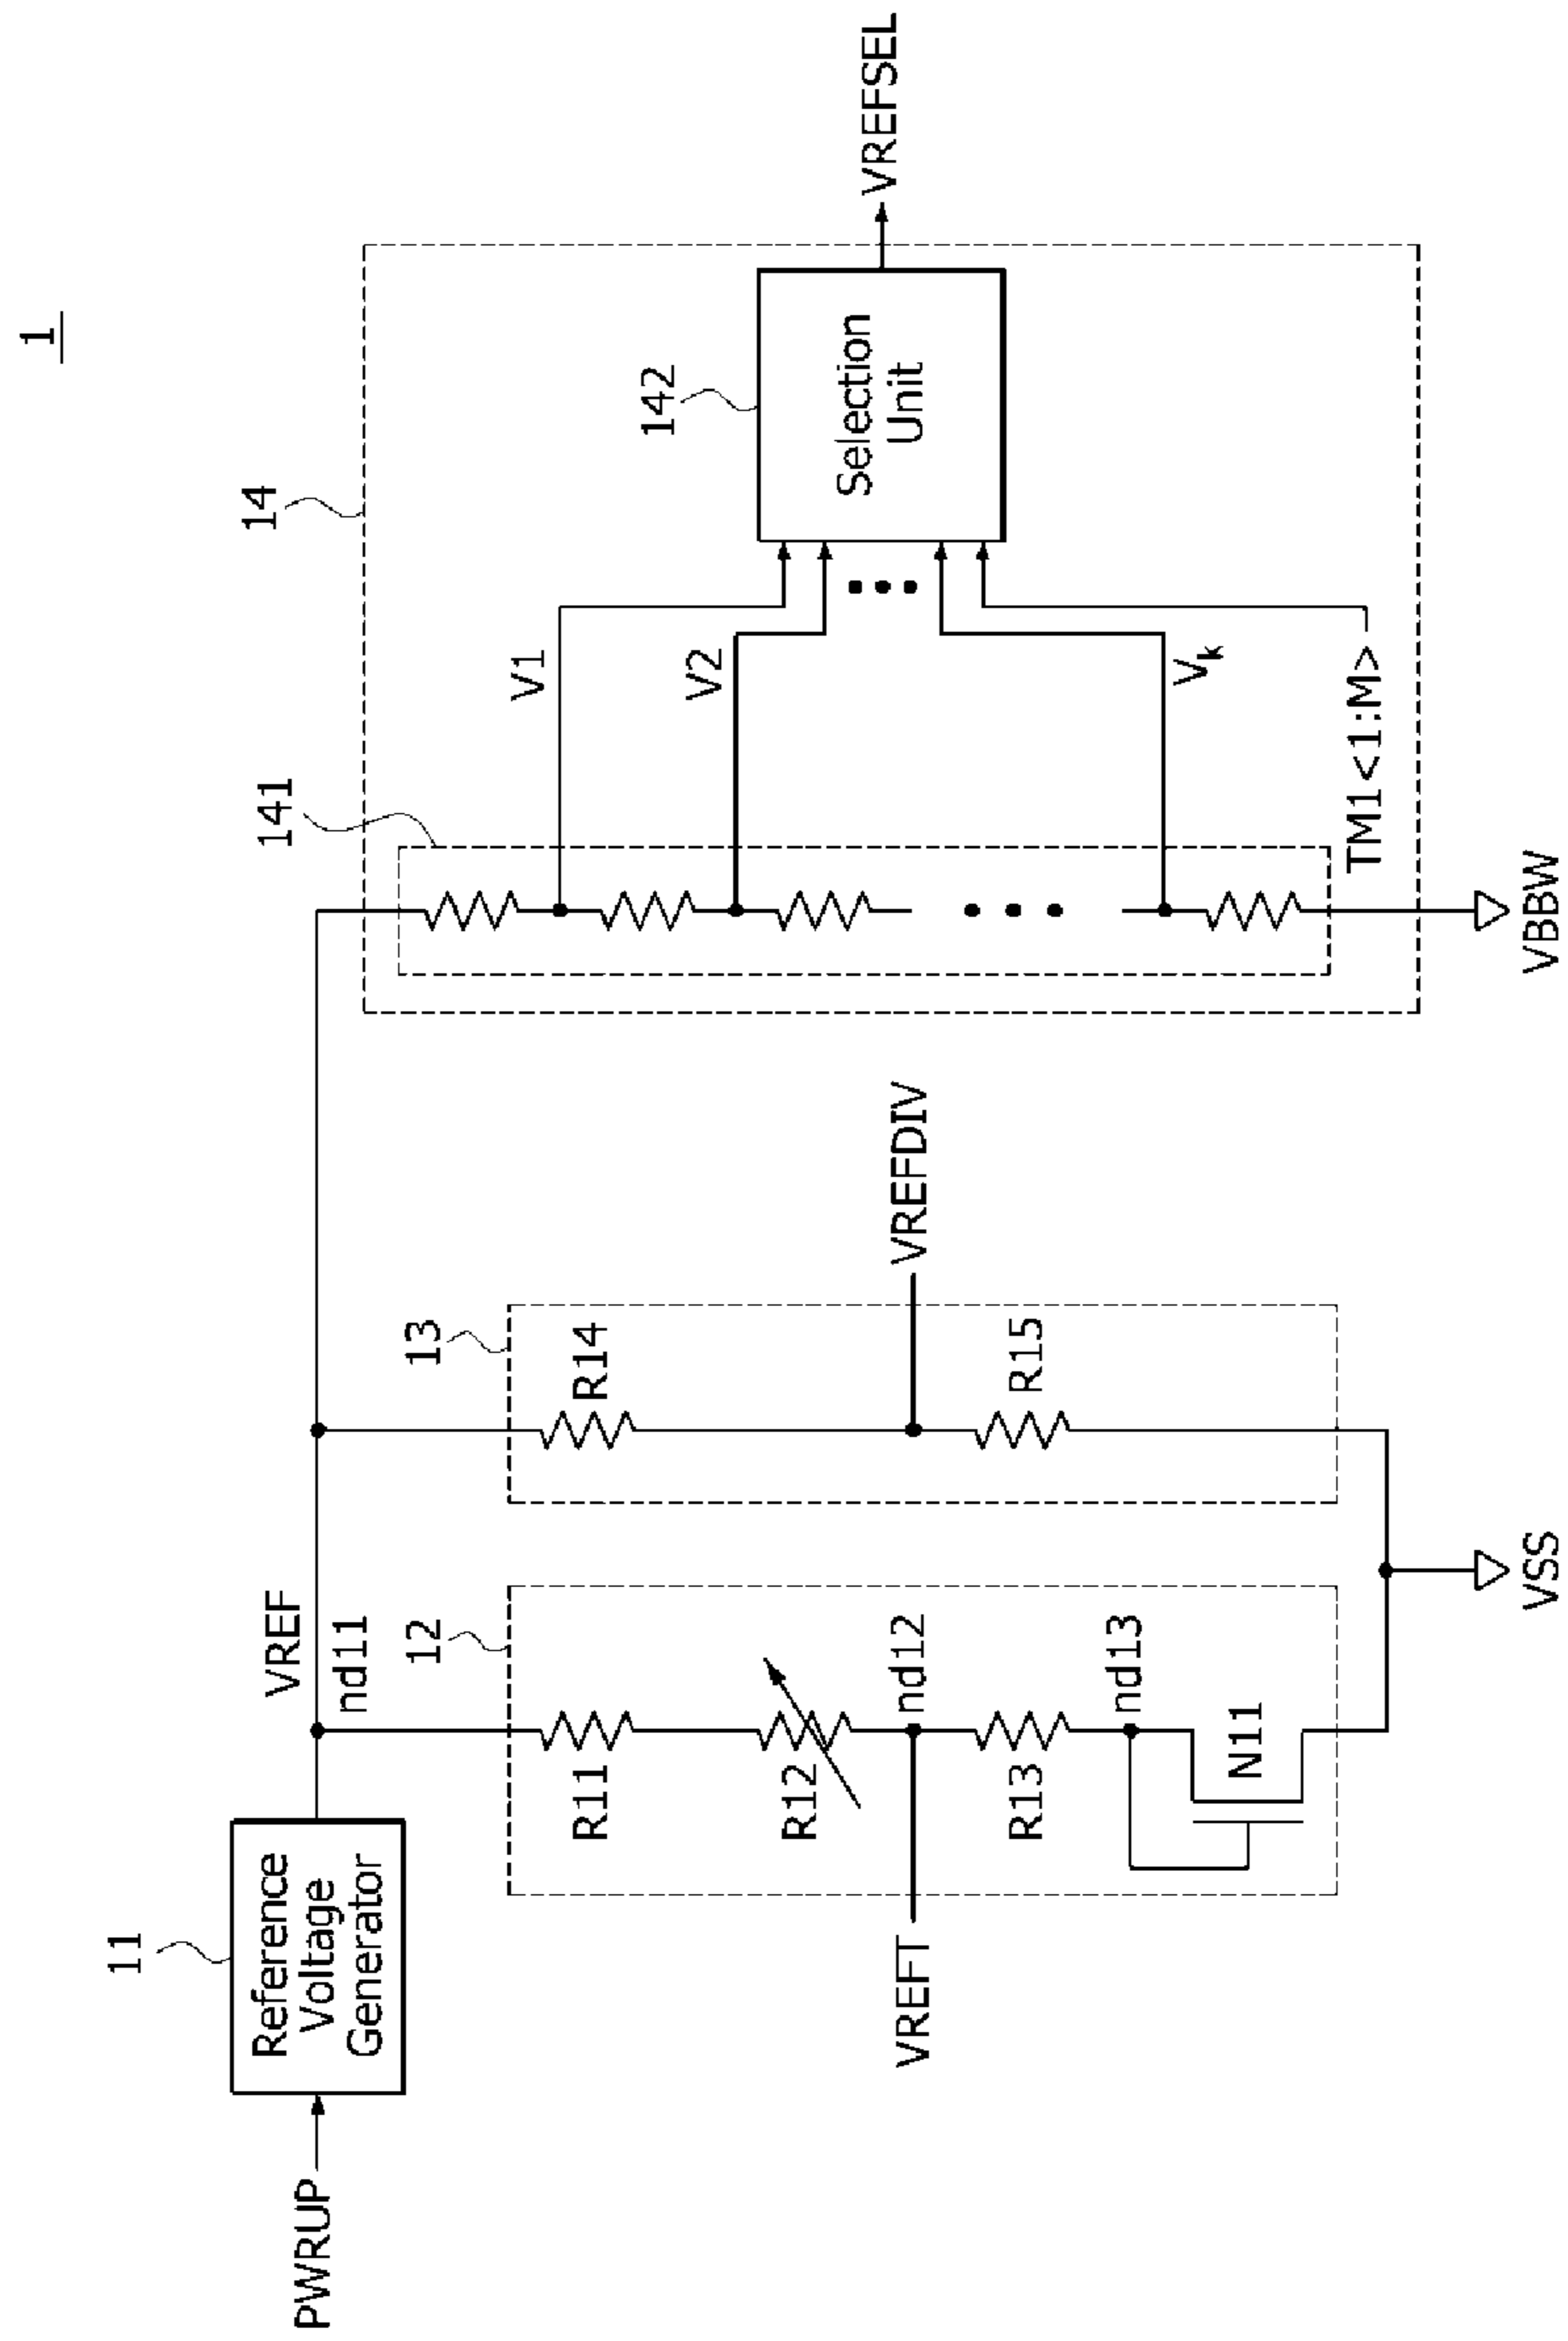 1
PWRUP
11
Reference
Voltage
Generator
VREF
nd11
12
R11
R12
VREFT
nd12
R13
nd13
N11
13
R14
VREFDIV
R15
VSS
14
141
V1
V2
Vk
TM1<1:M>
VBBW
142
Selection
Unit
VREFSEL